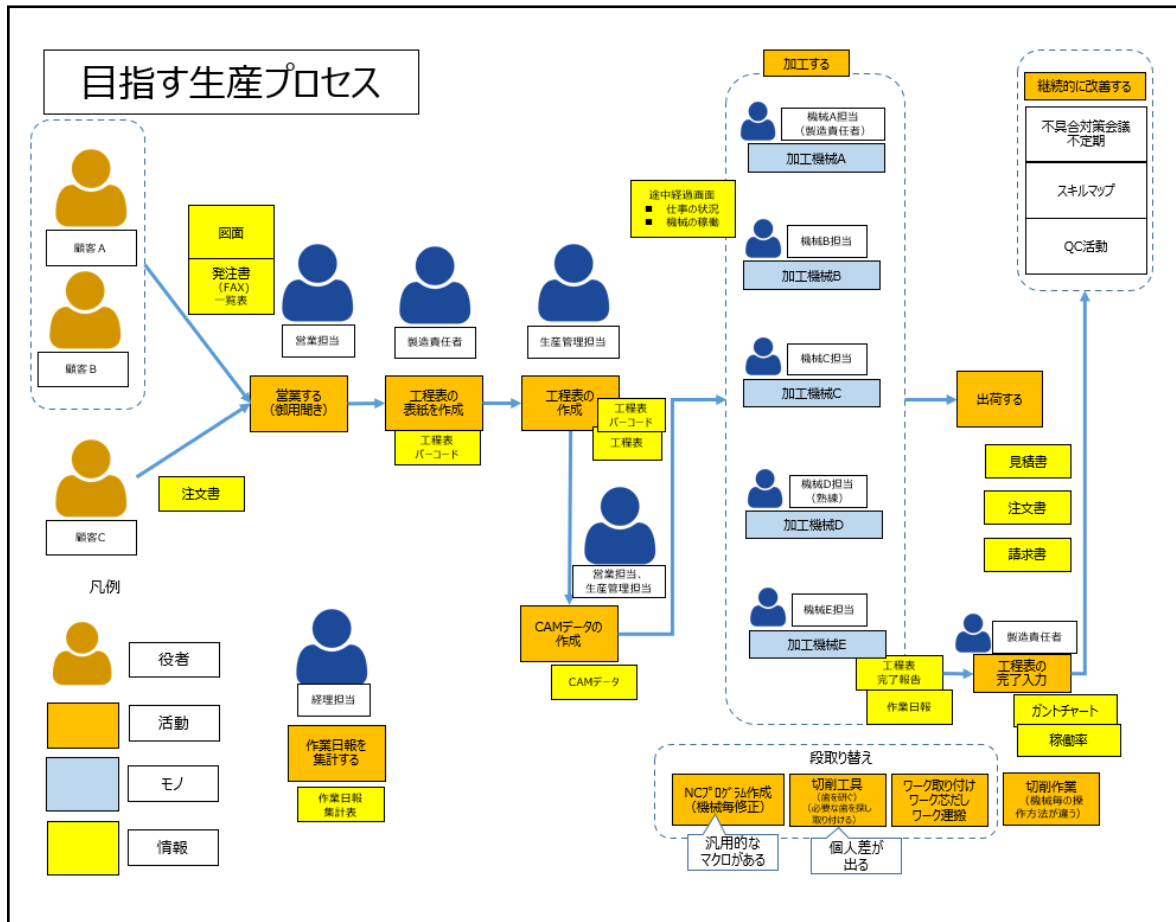 目指す生産プロセス
顧客A
顧客B
顧客C
図面
発注書
（FAX）
一覧表
注文書
営業担当
製造責任者
生産管理担当
営業する
（御用聞き）
工程表の
表紙を作成
工程表
バーコード
工程表の
作成
工程表
バーコード
工程表
営業担当、
生産管理担当
CAMデータの
作成
CAMデータ
途中経過画面
■ 仕事の状況
■ 機械の稼働
加工する
機械A担当
（製造責任者）
加工機械A
機械B担当
加工機械B
機械C担当
加工機械C
機械D担当
（熟練）
加工機械D
機械E担当
加工機械E
工程表
完了報告
作業日報
出荷する
見積書
注文書
請求書
製造責任者
工程表の
完了入力
ガントチャート
稼働率
継続的に改善する
不具合対策会議
不定期
スキルマップ
QC活動
凡例
役者
活動
モノ
情報
経理担当
作業日報を
集計する
作業日報
集計表
段取り替え
NCプログラム作成
（機械毎修正）
切削工具
（歯を研ぐ）
（必要な歯を探し
取り付ける）
ワーク取り付け
ワーク芯だし
ワーク運搬
切削作業
（機械毎の操
作方法が違う）
汎用的な
マクロがある
個人差が
出る